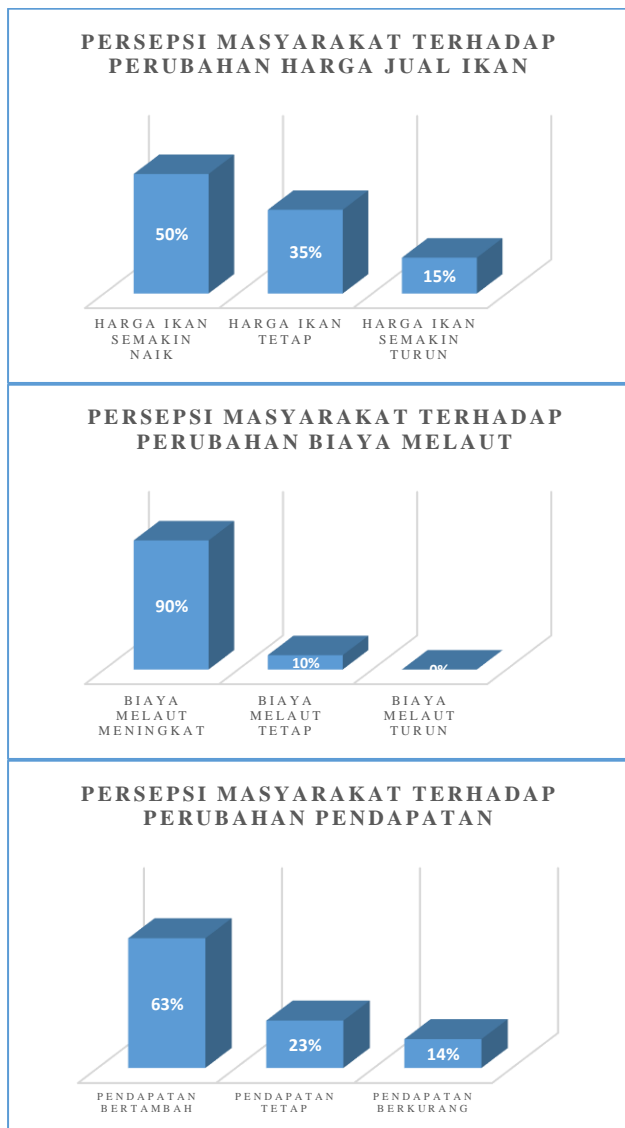 PERSEPSI MASYARAKAT TERHADAP
PERUBAHAN HARGA JUAL IKAN
50%
35%
15%
HARGA IKAN
SEMAKIN
NAIK
HARGA IKAN
TETAP
HARGA IKAN
SEMAKIN
TURUN
PERSEPSI MASYARAKAT TERHADAP
PERUBAHAN BIAYA MELAUT
90%
10%
0%
BIAYA
MELAUT
MENINGKAT
BIAYA
MELAUT
TETAP
BIAYA
MELAUT
TURUN
PERSEPSI MASYARAKAT TERHADAP
PERUBAHAN PENDAPATAN
63%
23%
14%
PENDAPATAN
BERTAMBAH
PENDAPATAN
TETAP
PENDAPATAN
BERKURANG